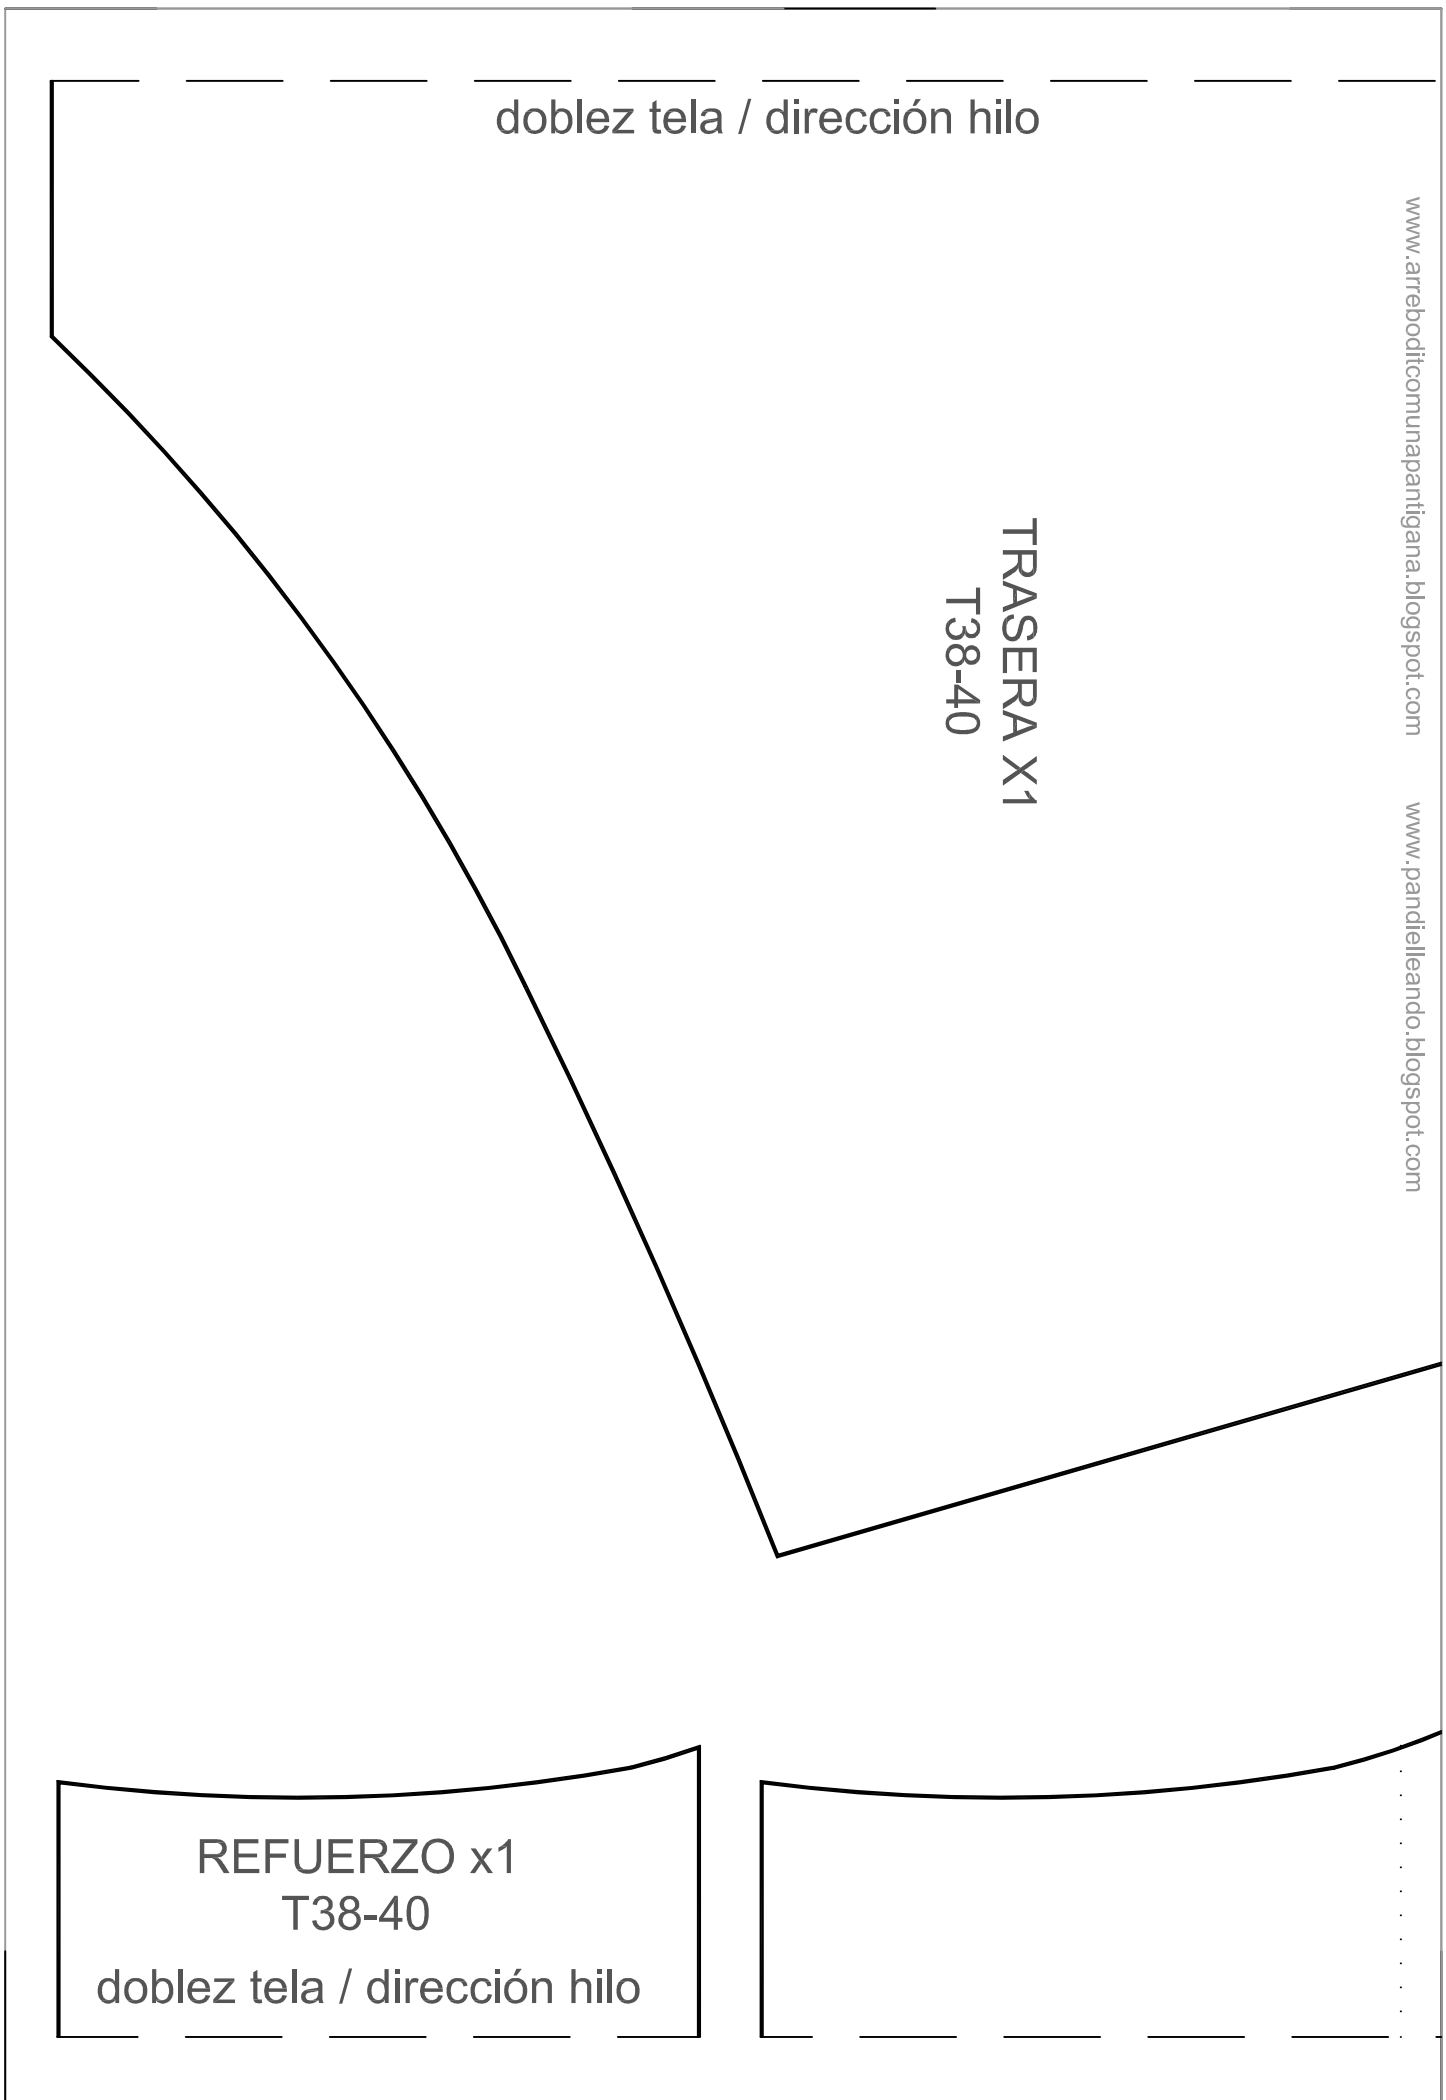 doblez tela / dirección hilo
www.arreboditcomunapantigana.blogspot.com
www.pandielleando.blogspot.com
TRASERA X1
T38-40
REFUERZO x1
T38-40
doblez tela / dirección hilo